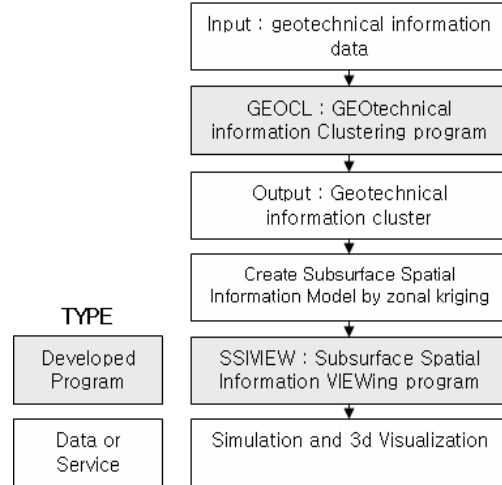 Input : geotechnical information
data
GEOCL : GEOtechnical
information Clustering program
Output : Geotechnical
information cluster
Create Subsurface Spatial
Information Model by zonal kriging
TYPE
Developed
Program
SSIVIEW : Subsurface Spatial
Information VIEWing program
Data or
Service
Simulation and 3d Visualization